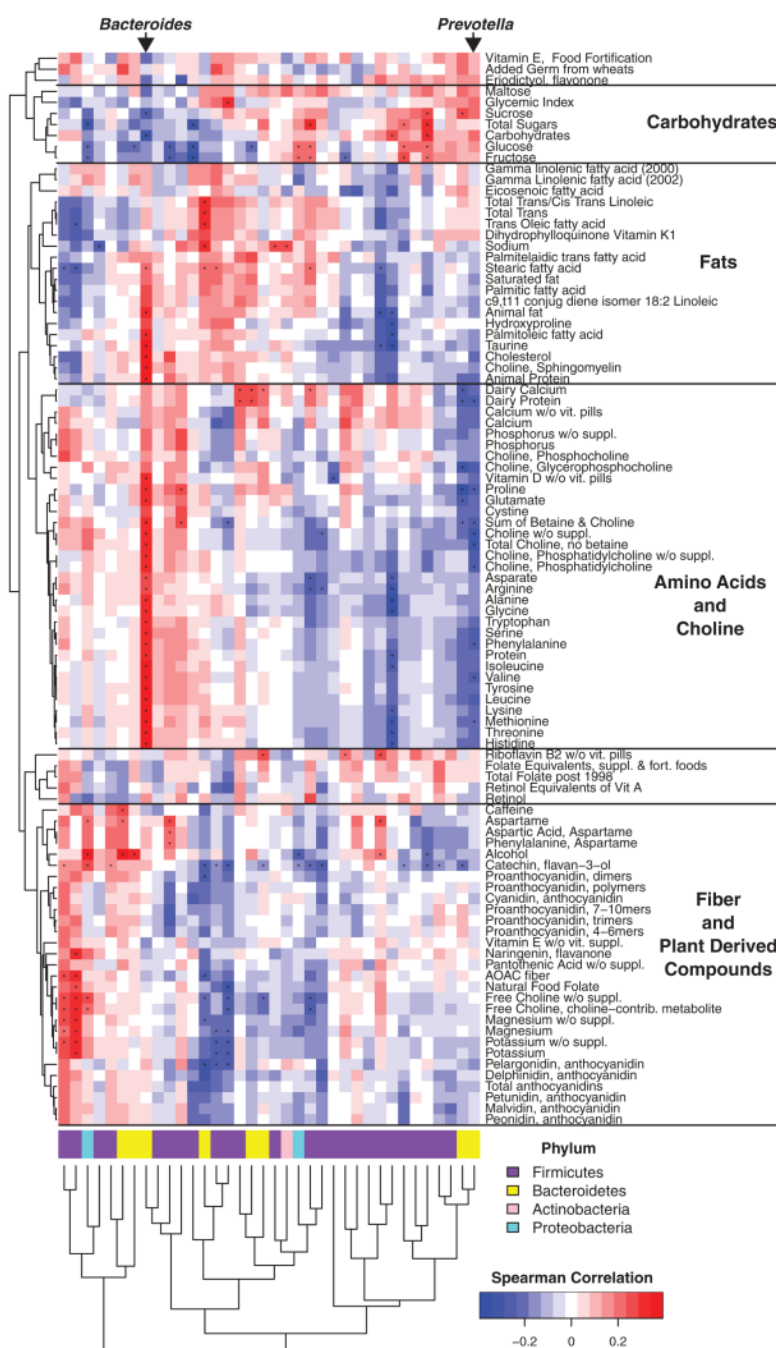 Bacteroides
Prevotella
Vitamin E, Food Fortification
Added Germ from wheats
Eriodictyol, flavonone
Maltose
Glycemic Index
Sucrose
Total Sugars
Carbohydrates
Glucose
Fructose
Carbohydrates
Gamma linolenic fatty acid (2000)
Gamma Linolenic fatty acid (2002)
Eicosenoic fatty acid
Total Trans/Cis Trans Linoleic
Total Trans
Trans Oleic fatty acid
Dihydrophylloquinone Vitamin K1
Sodium
Palmitelaidic trans fatty acid
Stearic fatty acid
Saturated fat
Palmitic fatty acid
c9,t11 conjug diene isomer 18:2 Linoleic
Animal fat
Hydroxyproline
Palmitoleic fatty acid
Taurine
Cholesterol
Choline, Sphingomyelin
Animal Protein
Fats
Dairy Calcium
Dairy Protein
Calcium w/o vit. pills
Calcium
Phosphorus w/o suppl.
Phosphorus
Choline, Phosphocholine
Choline, Glycerophosphocholine
Vitamin D w/o vit. pills
Proline
Glutamate
Cystine
Sum of Betaine & Choline
Choline w/o suppl.
Total Choline, no betaine
Choline, Phosphatidylcholine w/o suppl.
Choline, Phosphatidylcholine
Asparate
Arginine
Alanine
Glycine
Tryptophan
Serine
Phenylalanine
Protein
Isoleucine
Valine
Tyrosine
Leucine
Lysine
Methionine
Threonine
Histidine
Amino Acids
and
Choline
Riboflavin B2 w/o vit. pills
Folate Equivalents, suppl. & fort. foods
Total Folate post 1998
Retinol Equivalents of Vit A
Retinol
Caffeine
Aspartame
Aspartic Acid, Aspartame
Phenylalanine, Aspartame
Alcohol
Catechin, flavan-3-ol
Proanthocyanidin, dimers
Proanthocyanidin, polymers
Cyanidin, anthocyanidin
Proanthocyanidin, 7-10mers
Proanthocyanidin, trimers
Proanthocyanidin, 4-6mers
Vitamin E w/o vit. suppl.
Naringenin, flavanone
Pantothenic Acid w/o suppl.
AOAC fiber
Natural Food Folate
Free Choline w/o suppl.
Free Choline, choline-contrib. metabolite
Magnesium w/o suppl.
Magnesium
Potassium w/o suppl.
Potassium
Pelargonidin, anthocyanidin
Delphinidin, anthocyanidin
Total anthocyanidins
Petunidin, anthocyanidin
Malvidin, anthocyanidin
Peonidin, anthocyanidin
Fiber
and
Plant Derived
Compounds
Phylum
Firmicutes
Bacteroidetes
Actinobacteria
Proteobacteria
Spearman Correlation
-0.2 0 0.2